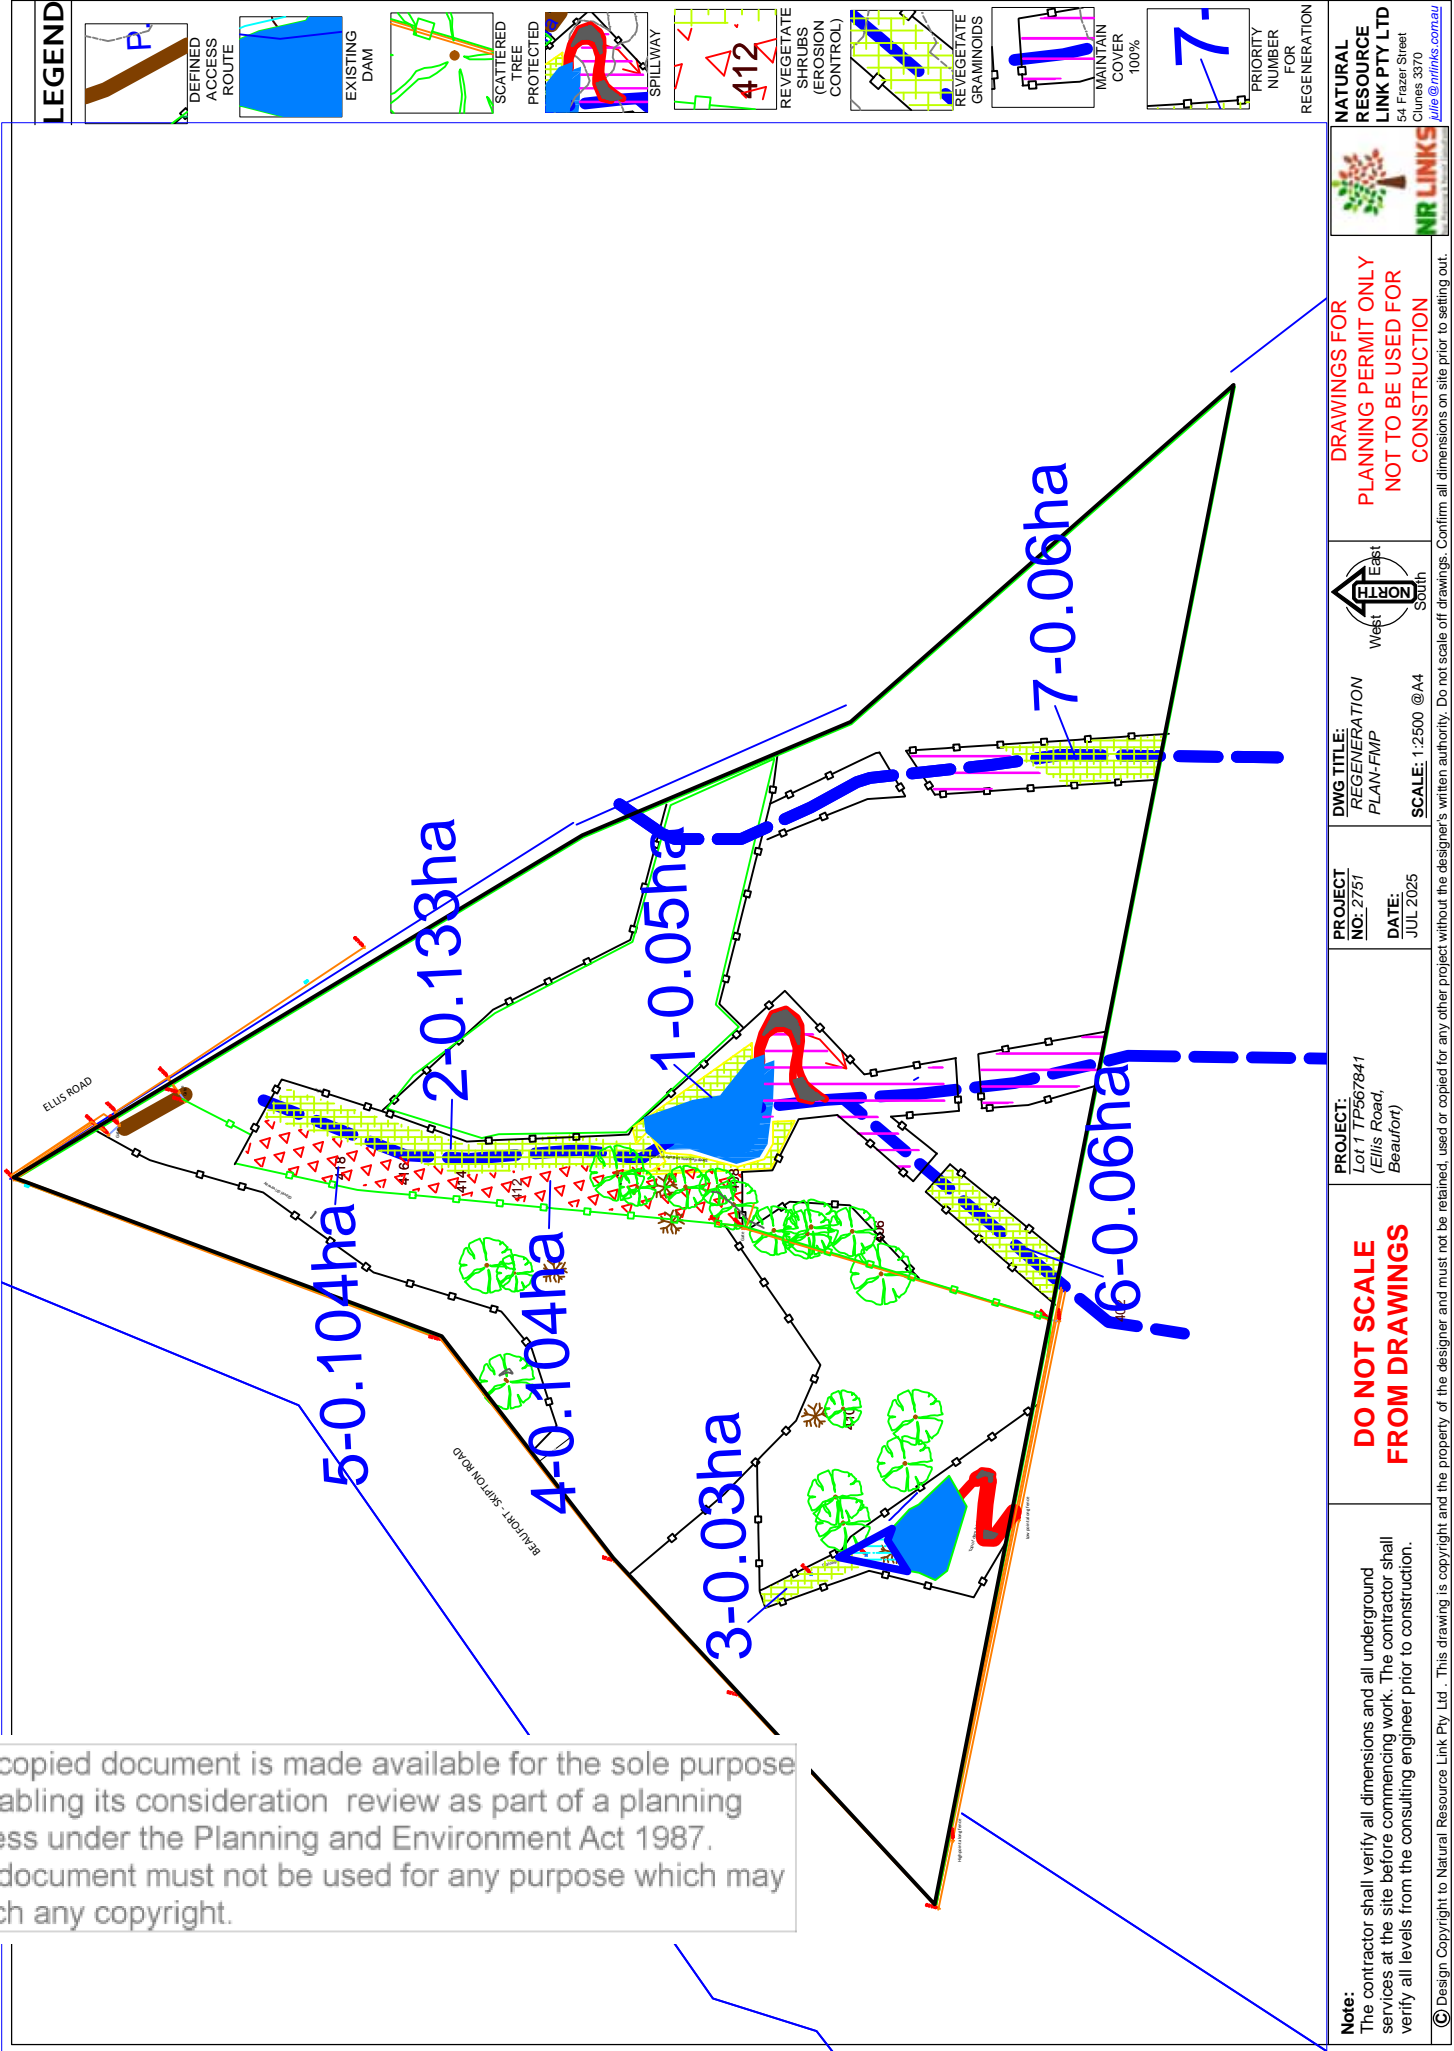 LEGEND
P.
DEFINED
ACCESS
ROUTE
EXISTING
DAM
SCATTERED
TREE
PROTECTED
SPILLWAY
412
REVEGETATE
SHRUBS
(EROSION
CONTROL)
REVEGETATE
GRAMINOIDS
MAINTAIN
COVER
100%
7-
PRIORITY
NUMBER
FOR
REGENERATION
ELLIS ROAD
BEAUFORT - SKIPTON ROAD
5-0.104ha
2-0.133ha
4-0.104ha
1-0.05ha
3-0.03ha
7-0.06ha
6-0.06ha
418
416
414
412
copied document is made available for the sole purpose
abling its consideration review as part of a planning
ess under the Planning and Environment Act 1987.
document must not be used for any purpose which may
ch any copyright.
Note:
The contractor shall verify all dimensions and all underground
services at the site before commencing work. The contractor shall
verify all levels from the consulting engineer prior to construction.
DO NOT SCALE
FROM DRAWINGS
PROJECT:
Lot 1 TP567841
(Ellis Road,
Beaufort)
PROJECT
NO: 2751
DATE:
JUL 2025
DWG TITLE:
REGENERATION
PLAN-FMP
SCALE: 1:2500 @A4
NORTH
West
East
South
DRAWINGS FOR
PLANNING PERMIT ONLY
NOT TO BE USED FOR
CONSTRUCTION
NR LINKS
NATURAL
RESOURCE
LINK PTY LTD
54 Frazer Street
Clunes 3370
julie@nrlinks.com.au
© Design Copyright to Natural Resource Link Pty Ltd . This drawing is copyright and the property of the designer and must not be retained, used or copied for any other project without the designer's written authority. Do not scale off drawings. Confirm all dimensions on site prior to setting out.